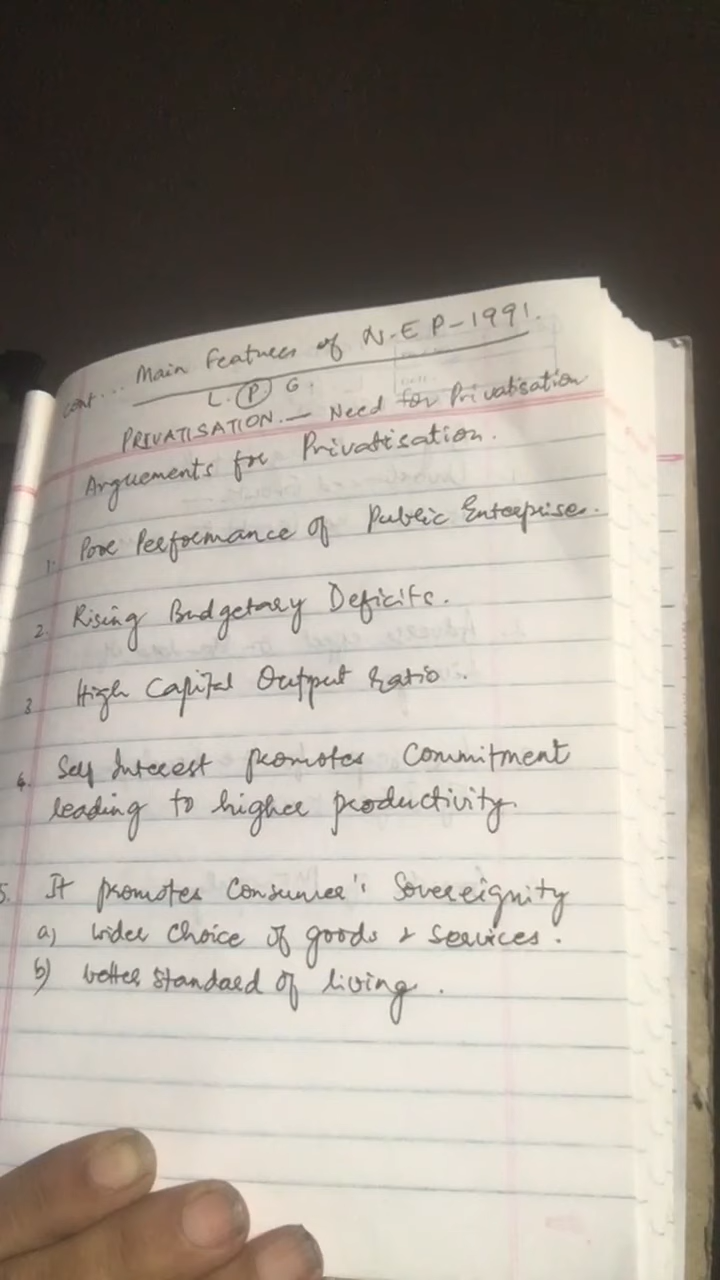 cont... Main Features of N.E P-1991.
L. P G.
PRIVATISATION. - Need for Privatisation
Arguements for Privatisation.
1. Poor Performance of Public Enterprise.
2. Rising Budgetary Deficits.
3 High Capital Output Ratio.
4. Self Interest promotes Commitment
leading to higher productivity.
5. It promotes Consumer's Sovereignity
a) wider choice of goods & services.
b) better standard of living.